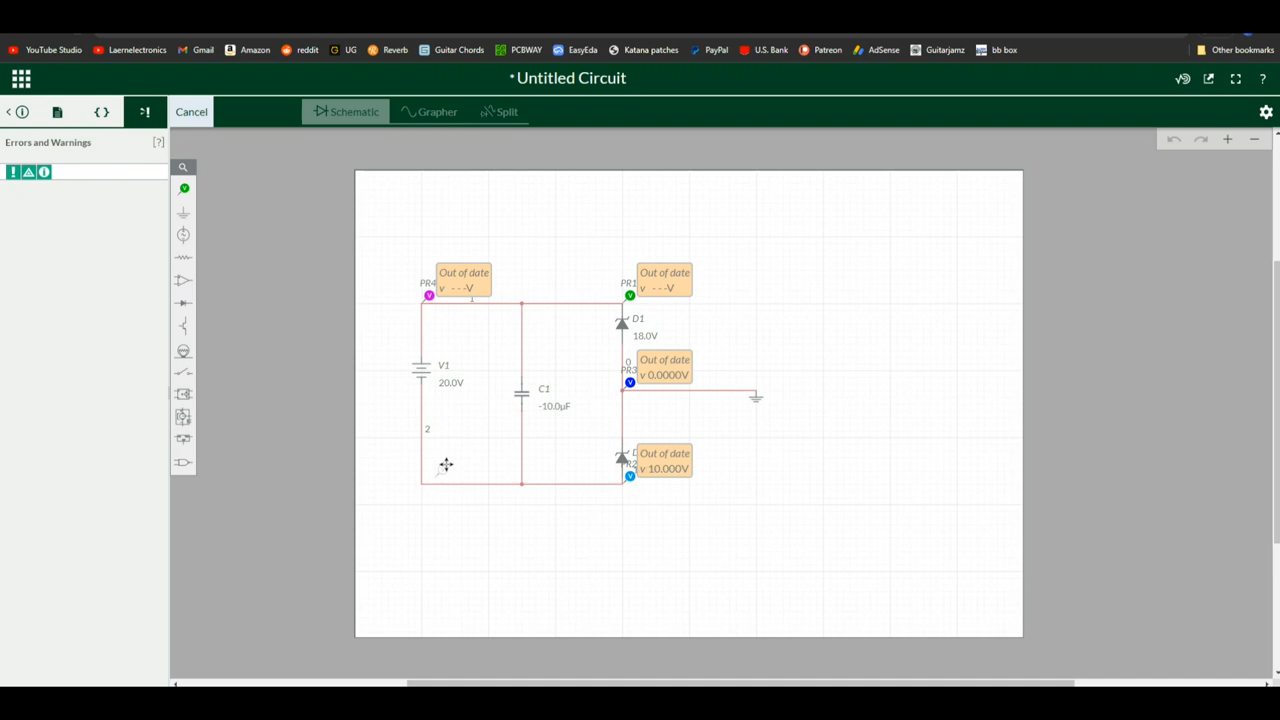 YouTube Studio Laernelectronics Gmail Amazon reddit UG Reverb Guitar Chords PCBWAY EasyEda Katana patches PayPal U.S. Bank Patreon AdSense Guitarjamz bb box Other bookmarks
* Untitled Circuit
Cancel Schematic Grapher Split
Errors and Warnings [?]
Out of date
PR4 v ---V
1
Out of date
PR1 v ---V
D1
18.0V
V1
20.0V
0
Out of date
PR3 v 0.0000V
C1
-10.0µF
2
Out of date
v 10.000V